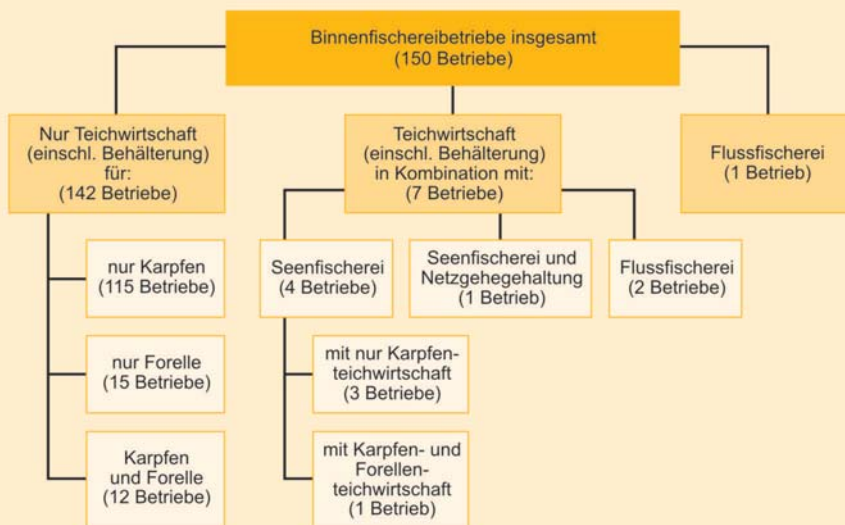 Binnenfischereibetriebe insgesamt
(150 Betriebe)
Nur Teichwirtschaft
(einschl. Behälterung)
für:
(142 Betriebe)
Teichwirtschaft
(einschl. Behälterung)
in Kombination mit:
(7 Betriebe)
Flussfischerei
(1 Betrieb)
nur Karpfen
(115 Betriebe)
Seenfischerei
(4 Betriebe)
Seenfischerei und
Netzgehegehaltung
(1 Betrieb)
Flussfischerei
(2 Betriebe)
nur Forelle
(15 Betriebe)
mit nur Karpfen-
teichwirtschaft
(3 Betriebe)
Karpfen
und Forelle
(12 Betriebe)
mit Karpfen- und
Forellen-
teichwirtschaft
(1 Betrieb)